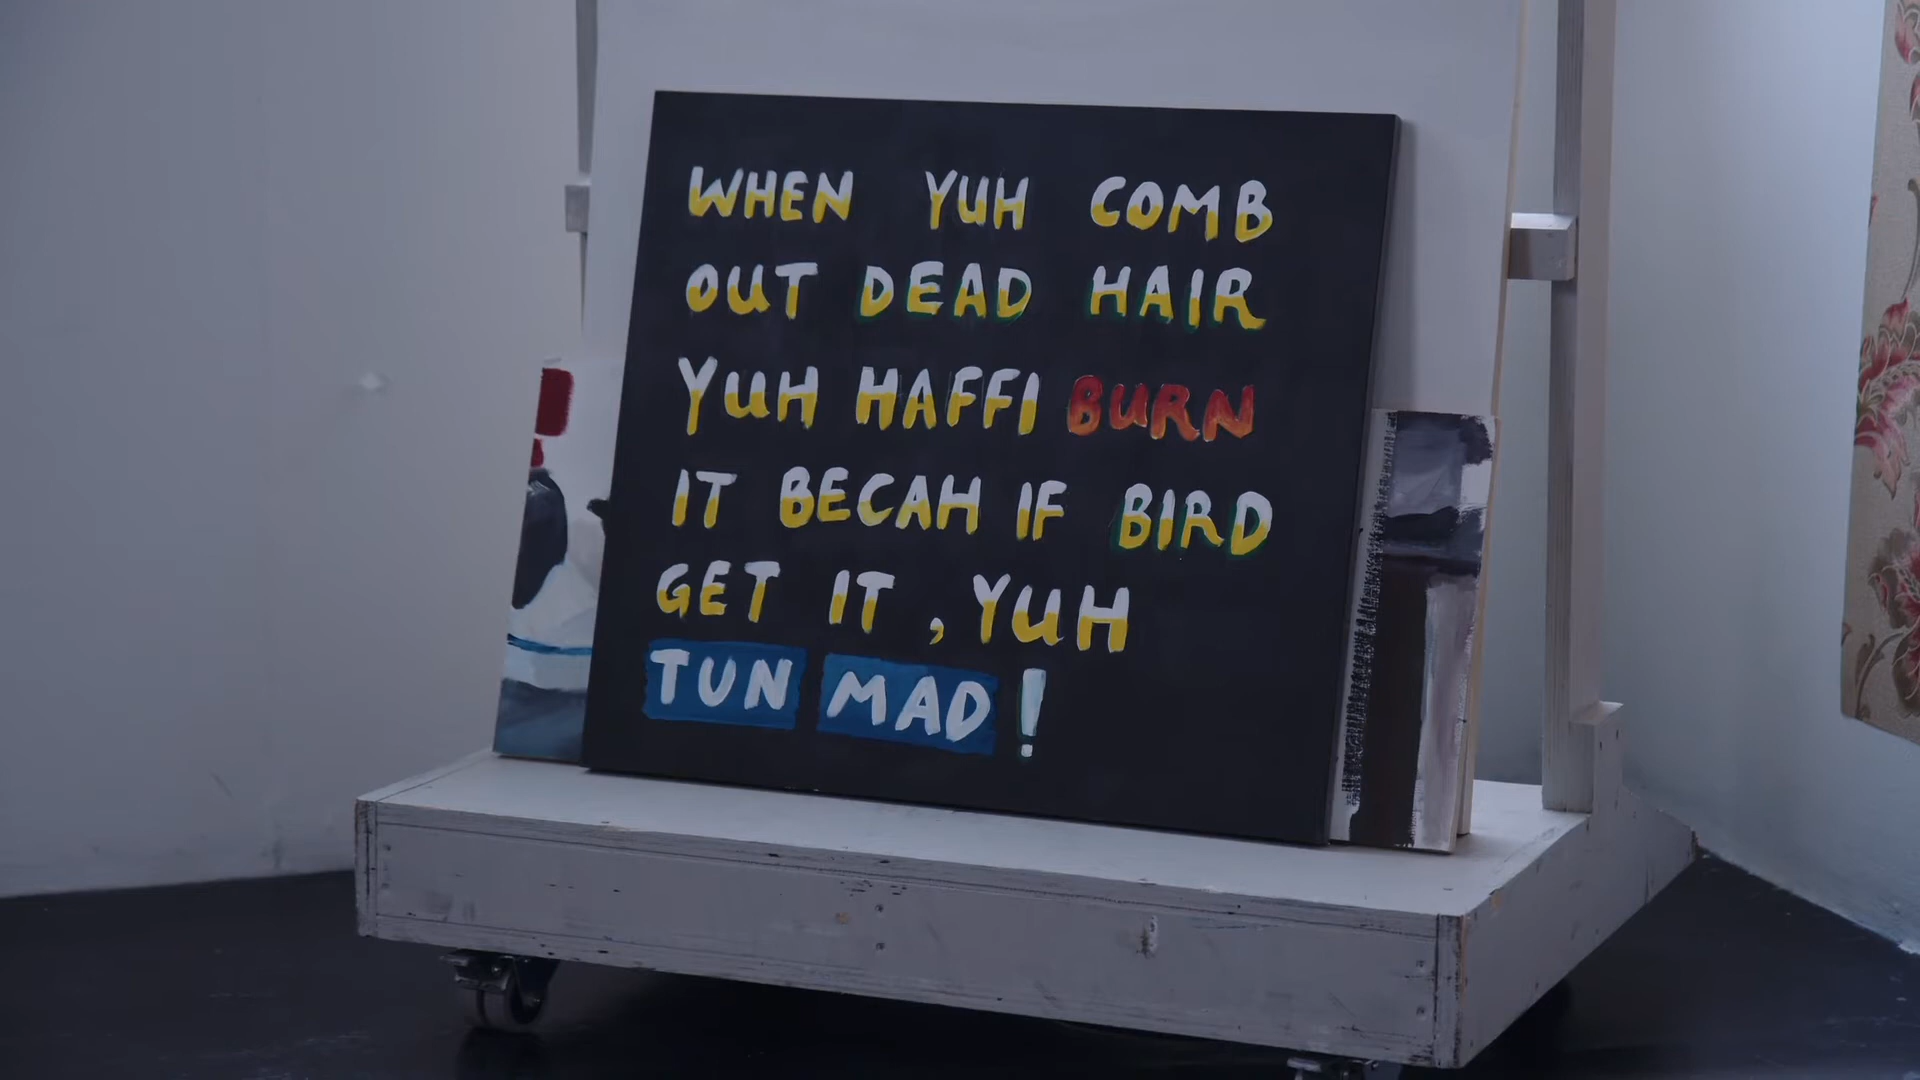 WHEN YUH COMB
OUT DEAD HAIR
YUH HAFFI BURN
IT BECAH IF BIRD
GET IT, YUH
TUN MAD!